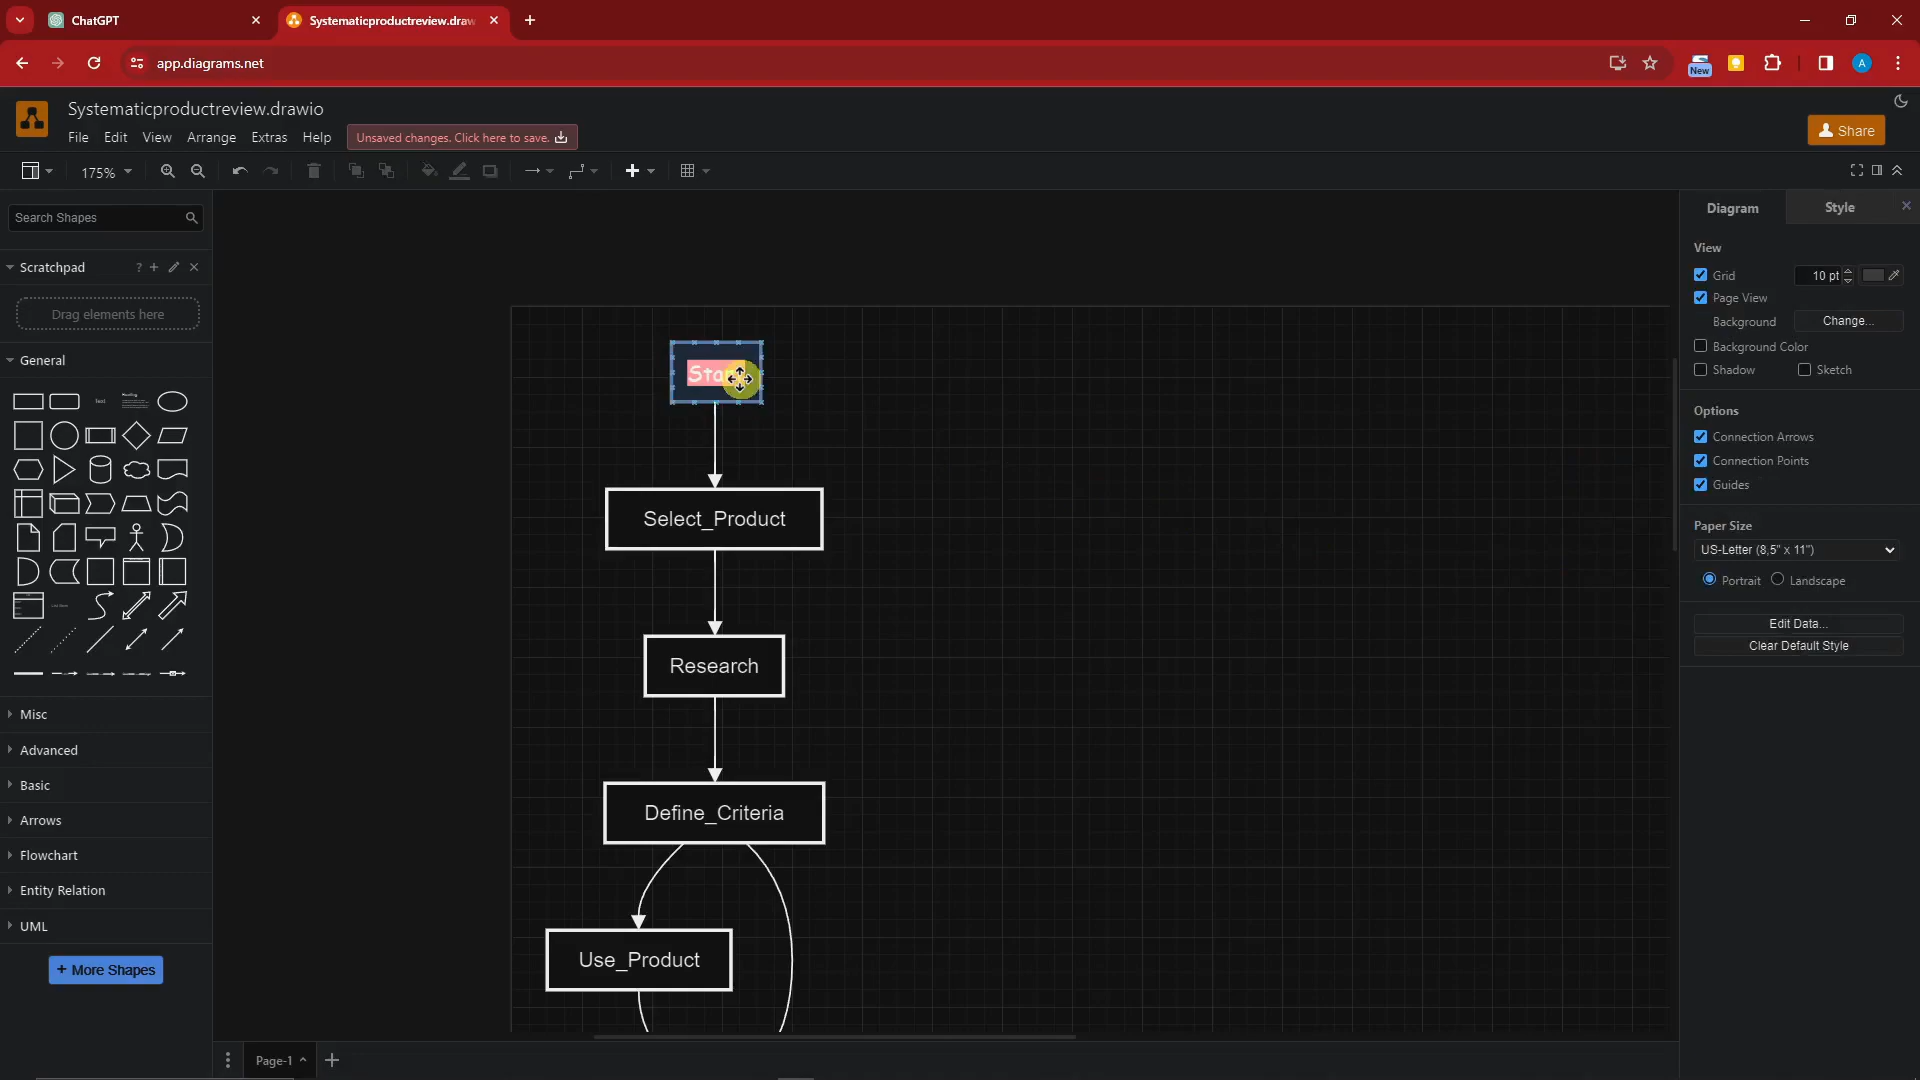 ChatGPT
Systematicproductreview.draw
app.diagrams.net
New
A
Systematicproductreview.drawio
File Edit View Arrange Extras Help
Unsaved changes. Click here to save.
Share
175%
Search Shapes
Scratchpad
?
Drag elements here
General
Text
Heading
Misc
Advanced
Basic
Arrows
Flowchart
Entity Relation
UML
+ More Shapes
Select_Product
Research
Define_Criteria
Use_Product
Page-1
Diagram
Style
View
Grid
10 pt
Page View
Background
Change...
Background Color
Shadow
Sketch
Options
Connection Arrows
Connection Points
Guides
Paper Size
US-Letter (8,5" x 11")
Portrait
Landscape
Edit Data...
Clear Default Style